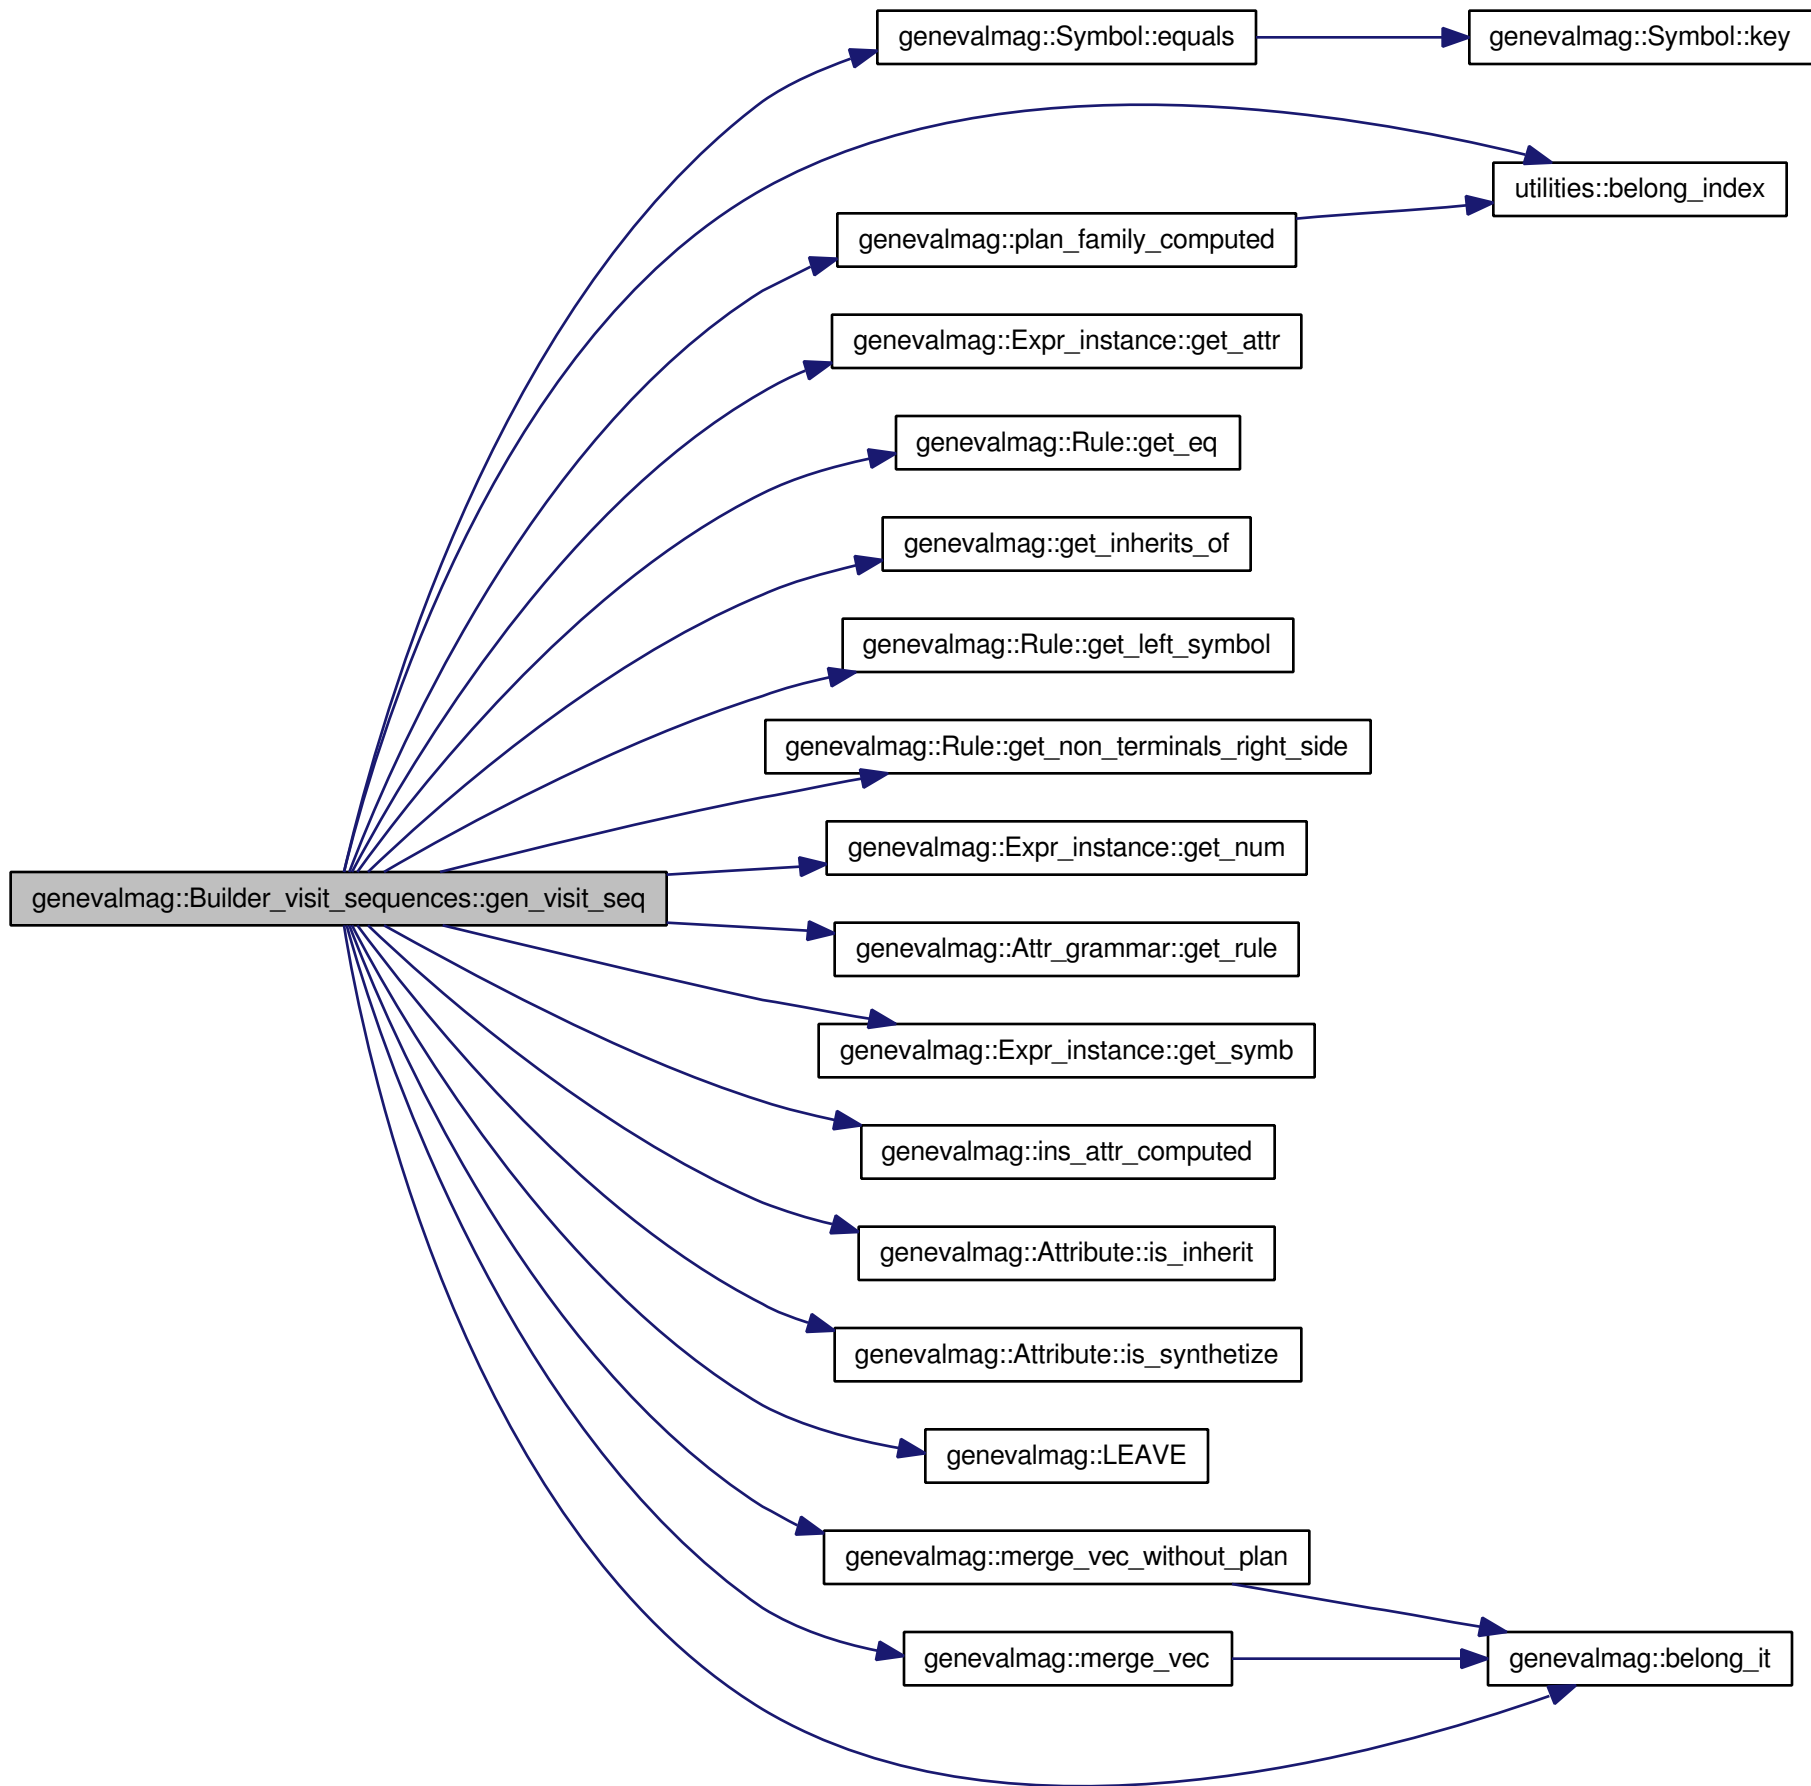 genevalmag::Symbol::equals
genevalmag::Symbol::key
utilities::belong_index
genevalmag::plan_family_computed
genevalmag::Expr_instance::get_attr
genevalmag::Rule::get_eq
genevalmag::get_inherits_of
genevalmag::Rule::get_left_symbol
genevalmag::Rule::get_non_terminals_right_side
genevalmag::Expr_instance::get_num
genevalmag::Builder_visit_sequences::gen_visit_seq
genevalmag::Attr_grammar::get_rule
genevalmag::Expr_instance::get_symb
genevalmag::ins_attr_computed
genevalmag::Attribute::is_inherit
genevalmag::Attribute::is_synthetize
genevalmag::LEAVE
genevalmag::merge_vec_without_plan
genevalmag::merge_vec
genevalmag::belong_it